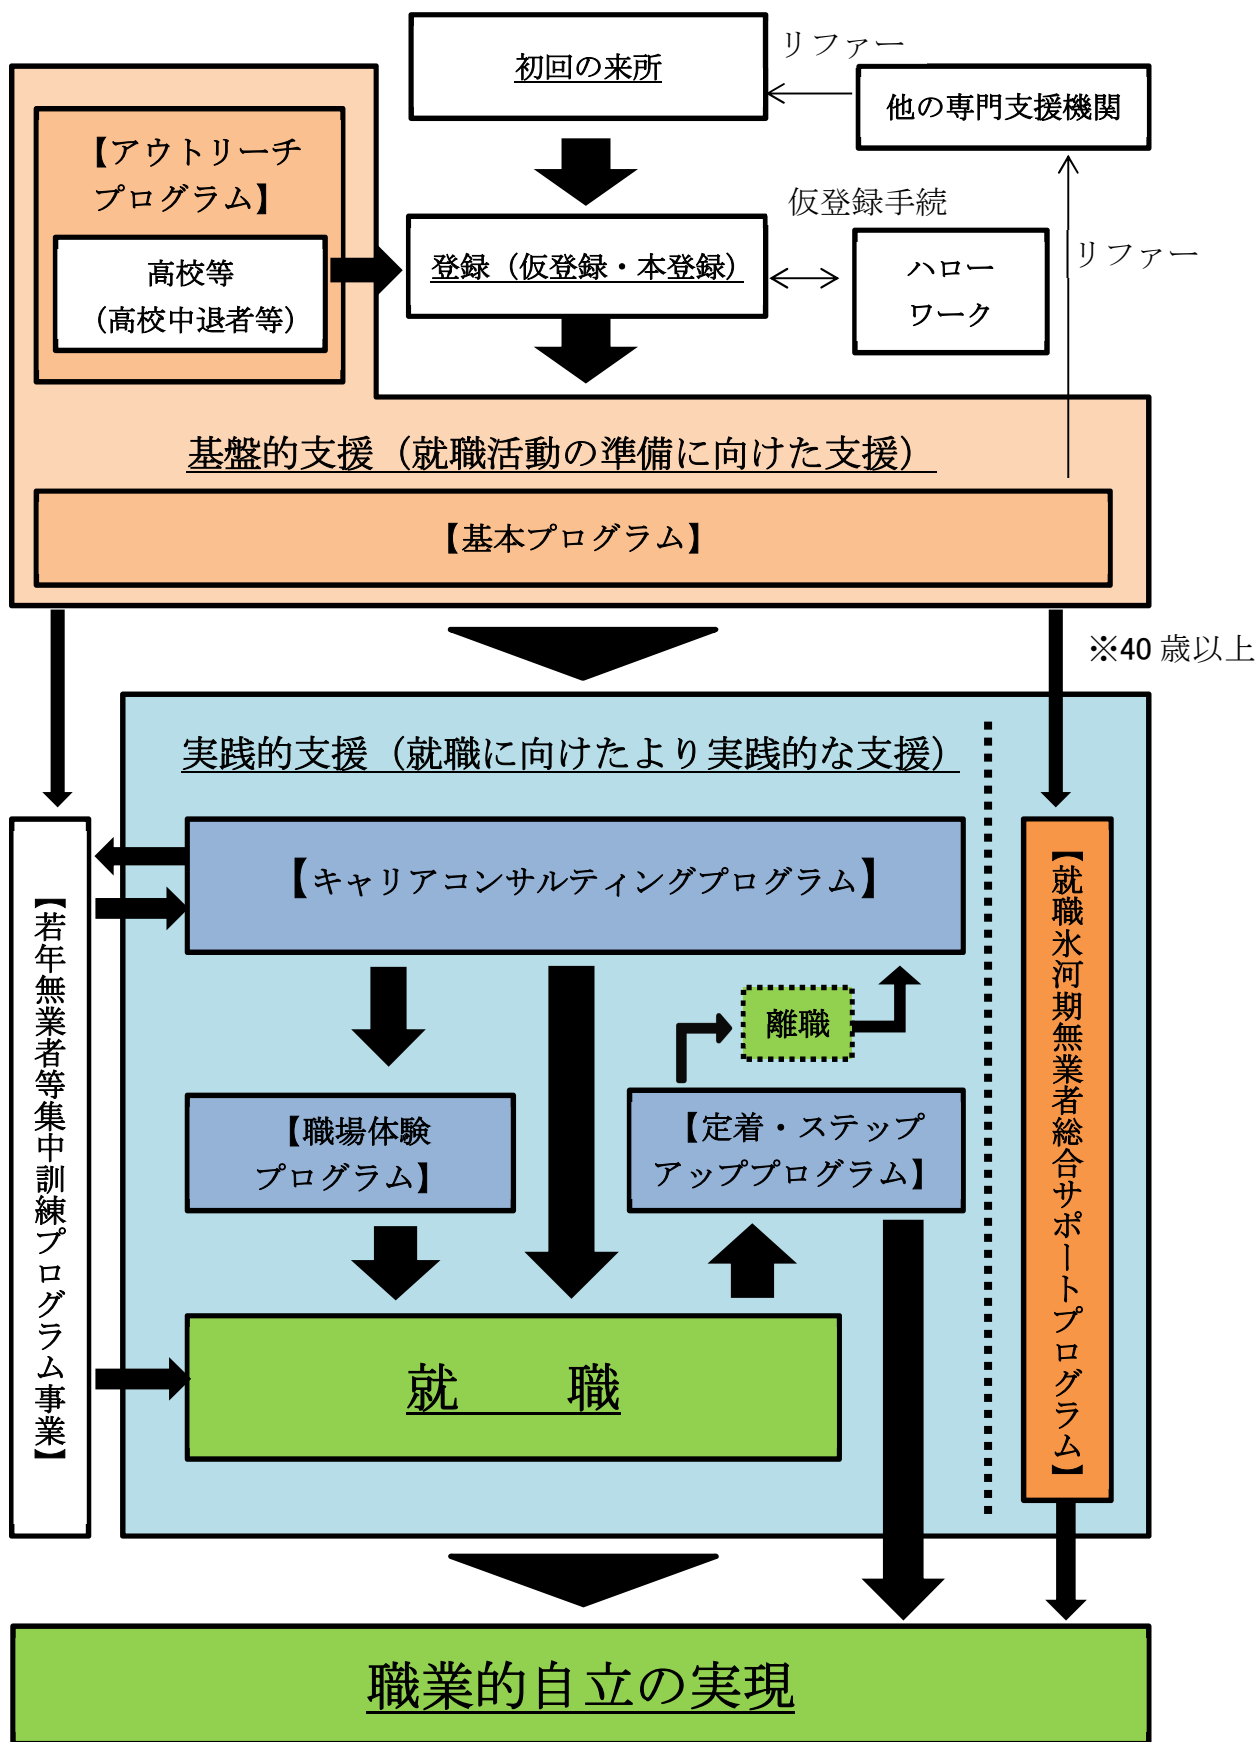 初回の来所
リファー
他の専門支援機関
【アウトリーチ
プログラム】
高校等
（高校中退者等）
仮登録手続
登録（仮登録・本登録）
ハロー
ワーク
リファー
基盤的支援（就職活動の準備に向けた支援）
【基本プログラム】
※40 歳以上
実践的支援（就職に向けたより実践的な支援）
【キャリアコンサルティングプログラム】
【若年無業者等集中訓練プログラム事業】
離職
【職場体験
プログラム】
【定着・ステップ
アッププログラム】
就　　職
【就職氷河期無業者総合サポートプログラム】
職業的自立の実現